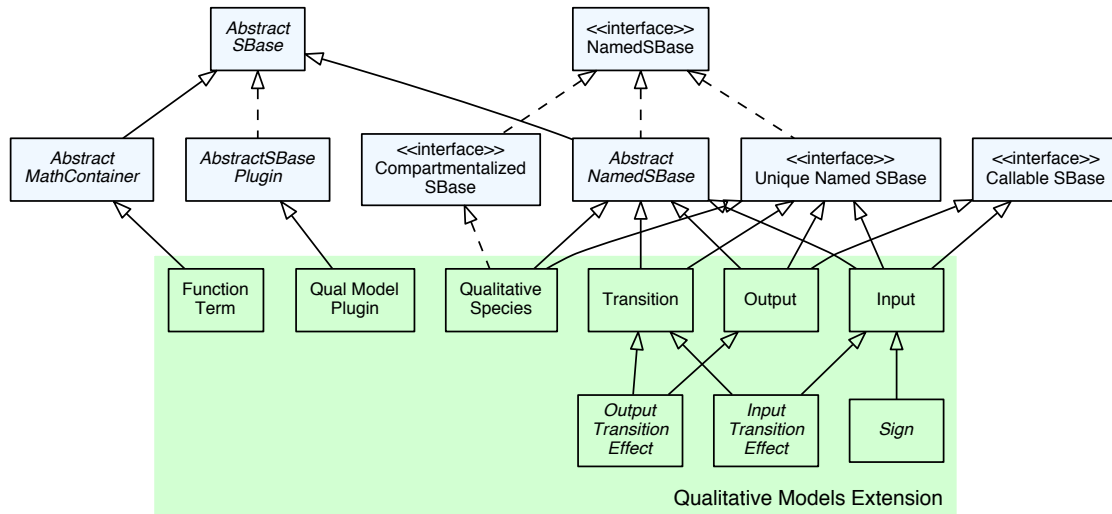 Abstract
SBase
<<interface>>
NamedSBase
Abstract
MathContainer
AbstractSBase
Plugin
<<interface>>
Compartmentalized
SBase
Abstract
NamedSBase
<<interface>>
Unique Named SBase
<<interface>>
Callable SBase
Function
Term
Qual Model
Plugin
Qualitative
Species
Transition
Output
Input
Output
Transition
Effect
Input
Transition
Effect
Sign
Qualitative Models Extension